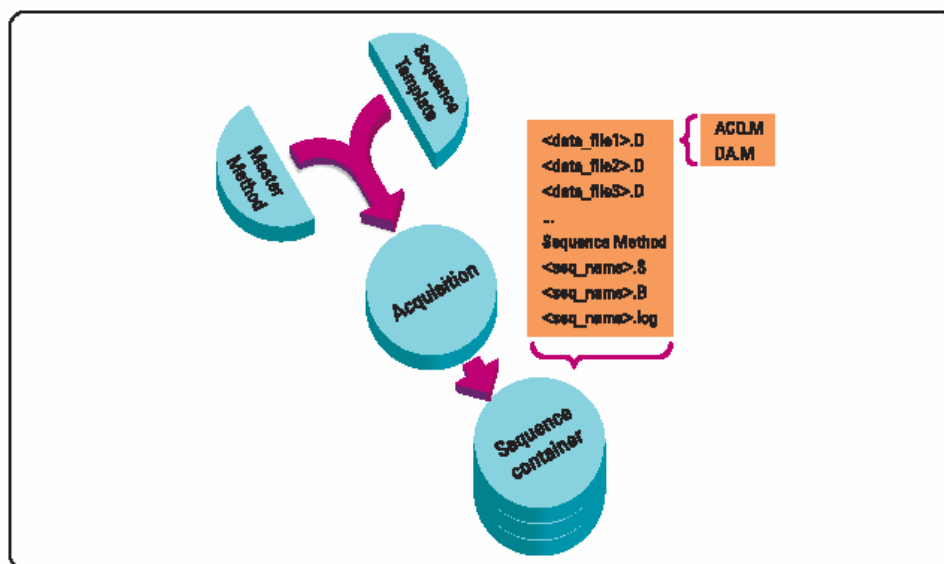 Sequence
Template
Master
Method
Acquisition
Sequence
container
<data_file1>.D
<data_file2>.D
<data_file3>.D
...
Sequence Method
<seq_name>.S
<seq_name>.B
<seq_name>.log
ACQ.M
DA.M